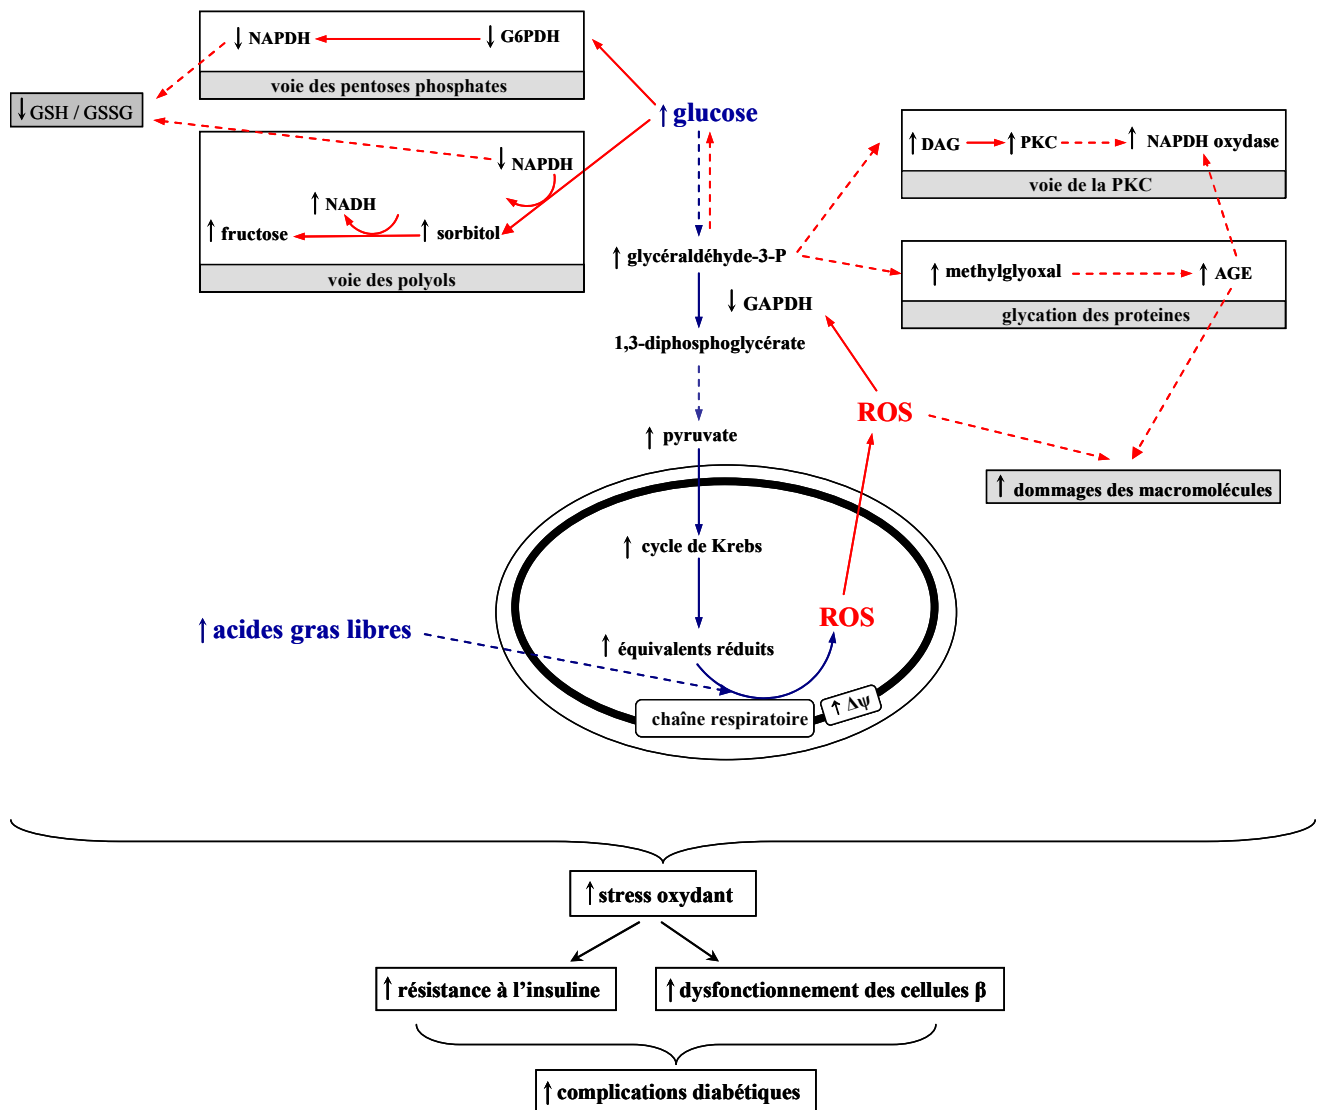 ↓ NAPDH
↓ G6PDH
voie des pentoses phosphates
↓ GSH / GSSG
↑ glucose
↓ NAPDH
↑ NADH
↑ fructose
↑ sorbitol
voie des polyols
↑ DAG
↑ PKC
↑ NAPDH oxydase
voie de la PKC
↑ glycéraldéhyde-3-P
↑ methylglyoxal
↑ AGE
glycation des proteines
↓ GAPDH
1,3-diphosphoglycérate
ROS
↑ pyruvate
↑ dommages des macromolécules
↑ cycle de Krebs
ROS
↑ acides gras libres
↑ équivalents réduits
chaîne respiratoire
↑ Δψ
↑ stress oxydant
↑ résistance à l’insuline
↑ dysfonctionnement des cellules β
↑ complications diabétiques